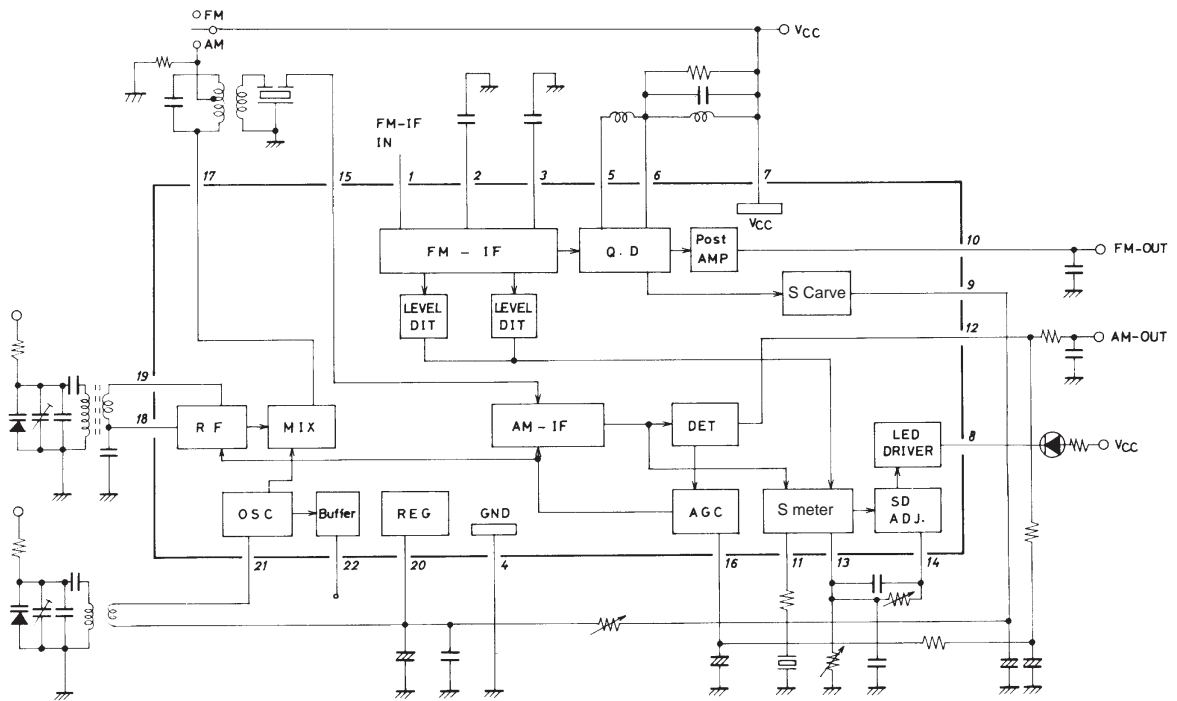 FM
AM
VCC
FM-IF
IN
17
15
1
2
3
5
6
7
VCC
FM - IF
Q.D
Post
AMP
10
FM-OUT
S Carve
9
LEVEL
DIT
LEVEL
DIT
12
AM-OUT
19
18
RF
MIX
AM-IF
DET
LED
DRIVER
8
VCC
OSC
Buffer
REG
GND
AGC
S meter
SD
ADJ.
21
22
20
4
16
11
13
14